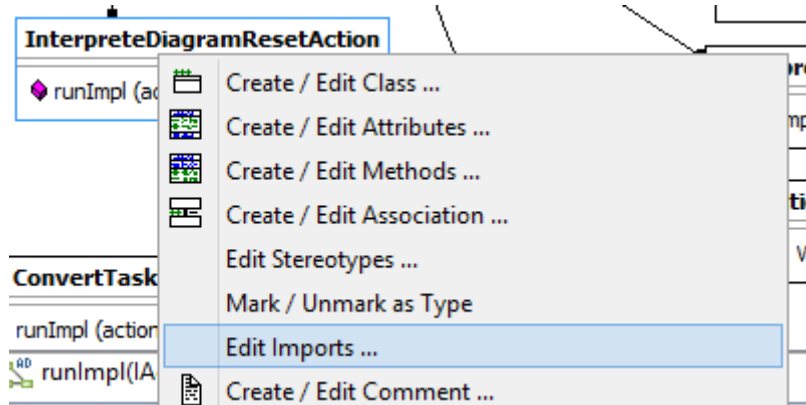 InterpreteDiagramResetAction
runImpl (ac
Create / Edit Class ...
Create / Edit Attributes ...
Create / Edit Methods ...
Create / Edit Association ...
Edit Stereotypes ...
Mark / Unmark as Type
Edit Imports ...
Create / Edit Comment ...
ConvertTask
runImpl (action
AD
runImpl(IA